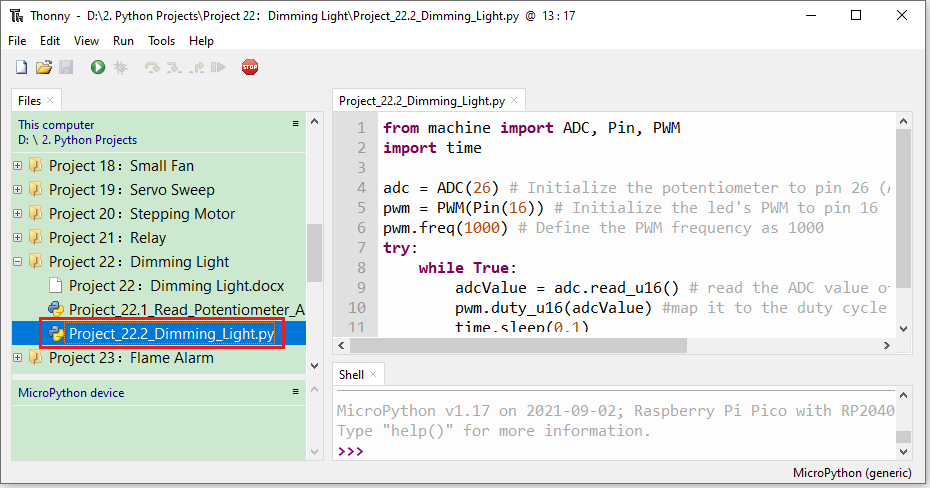 Thonny - D:\2. Python Projects\Project 22：Dimming Light\Project_22.2_Dimming_Light.py @ 13 : 17
File Edit View Run Tools Help
STOP
Files
This computer
D: \ 2. Python Projects
Project 18：Small Fan
Project 19：Servo Sweep
Project 20：Stepping Motor
Project 21：Relay
Project 22：Dimming Light
Project 22：Dimming Light.docx
Project_22.1_Read_Potentiometer_A
Project_22.2_Dimming_Light.py
Project 23：Flame Alarm
MicroPython device
Project_22.2_Dimming_Light.py
1 from machine import ADC, Pin, PWM
2 import time
3
4 adc = ADC(26) # Initialize the potentiometer to pin 26 (A
5 pwm = PWM(Pin(16)) # Initialize the led's PWM to pin 16
6 pwm.freq(1000) # Define the PWM frequency as 1000
7 try:
8 while True:
9 adcValue = adc.read_u16() # read the ADC value of
10 pwm.duty_u16(adcValue) #map it to the duty cycle
11 time.sleep(0.1)
Shell
MicroPython v1.17 on 2021-09-02; Raspberry Pi Pico with RP2040
Type "help()" for more information.
>>>
MicroPython (generic)